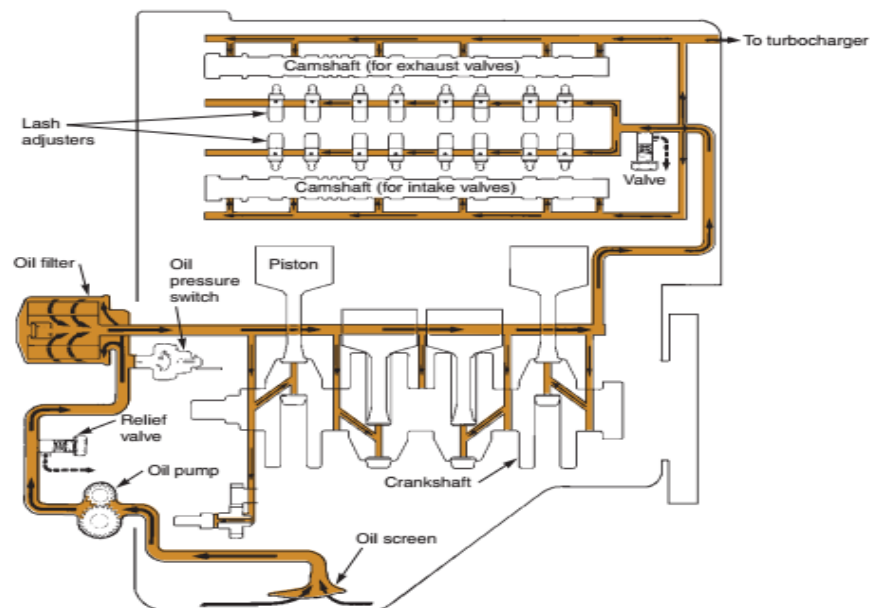 To turbocharger
Camshaft (for exhaust valves)
Lash
adjusters
Valve
Camshaft (for intake valves)
Oil filter
Oil
pressure
switch
Piston
Relief
valve
Oil pump
Crankshaft
Oil screen